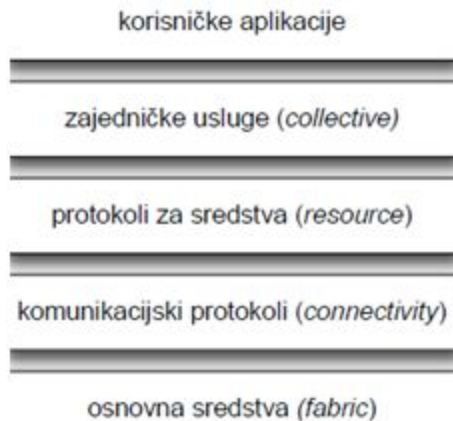 korisničke aplikacije
zajedničke usluge (collective)
protokoli za sredstva (resource)
komunikacijski protokoli (connectivity)
osnovna sredstva (fabric)